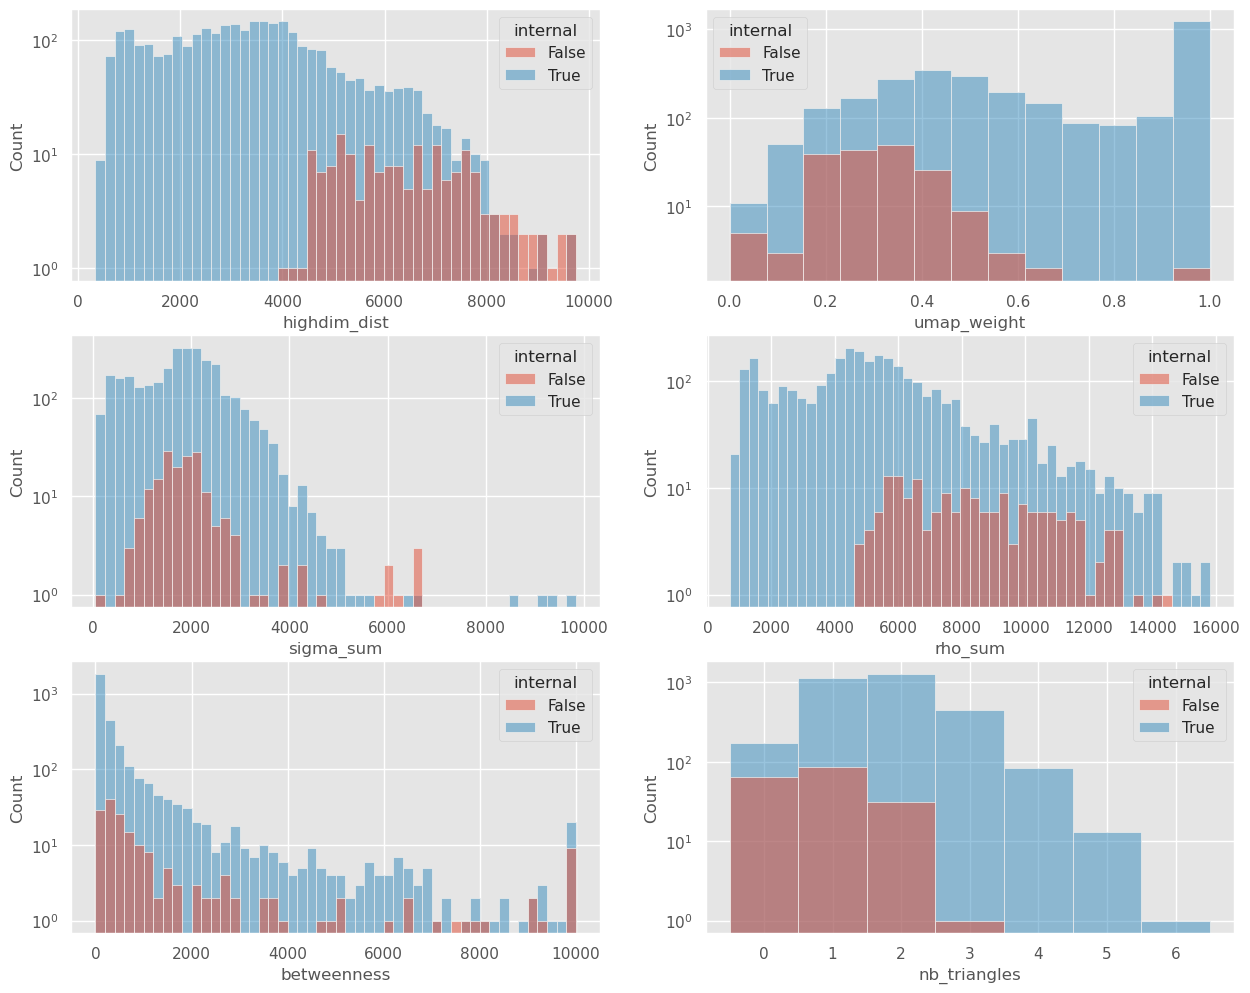 internal
False
True
Count
10²
10¹
10⁰
0 2000 4000 6000 8000 10000
highdim_dist
internal
False
True
Count
10³
10²
10¹
0.0 0.2 0.4 0.6 0.8 1.0
umap_weight
internal
False
True
Count
10²
10¹
10⁰
0 2000 4000 6000 8000 10000
sigma_sum
internal
False
True
Count
10²
10¹
10⁰
0 2000 4000 6000 8000 10000 12000 14000 16000
rho_sum
internal
False
True
Count
10³
10²
10¹
10⁰
0 2000 4000 6000 8000 10000
betweenness
internal
False
True
Count
10³
10²
10¹
10⁰
0 1 2 3 4 5 6
nb_triangles